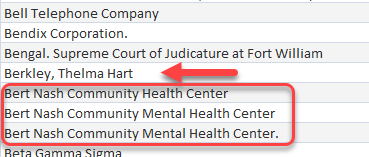 Bell Telephone Company
Bendix Corporation.
Bengal. Supreme Court of Judicature at Fort William
Berkley, Thelma Hart
Bert Nash Community Health Center
Bert Nash Community Mental Health Center
Bert Nash Community Mental Health Center.
Beta Gamma Sigma